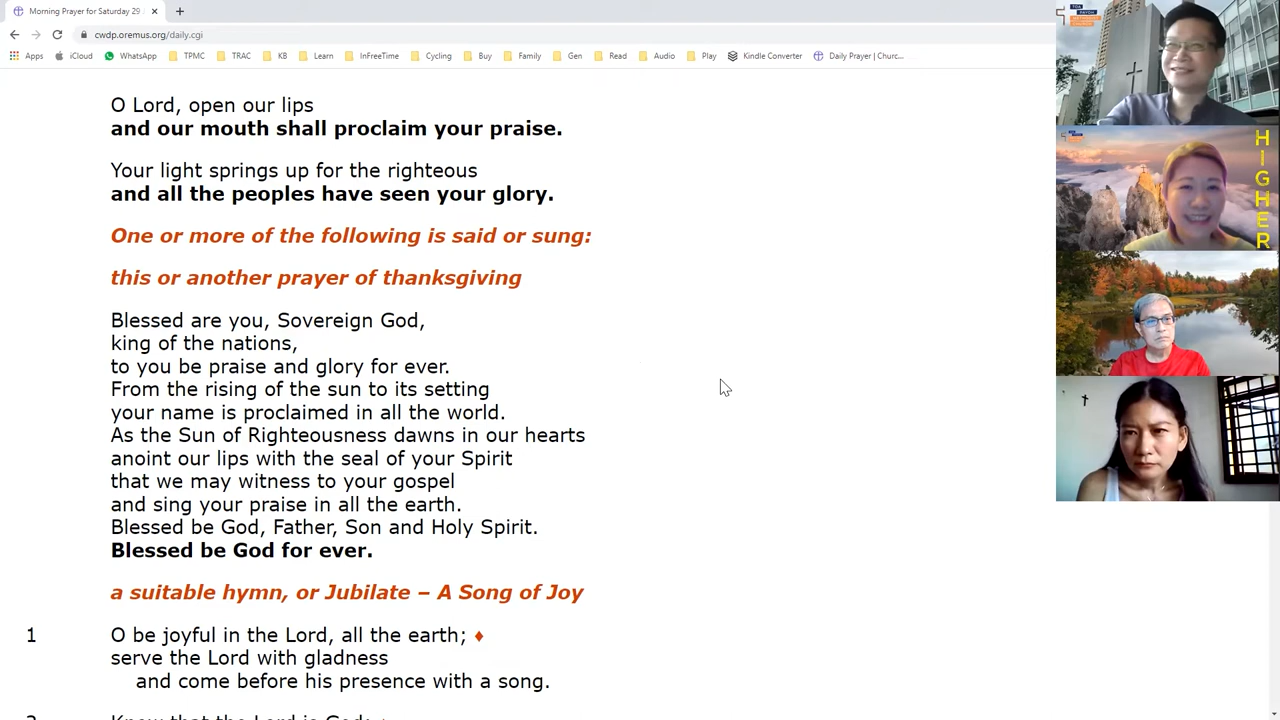 Morning Prayer for Saturday 29
cwdp.oremus.org/daily.cgi
Apps iCloud WhatsApp TPMC TRAC KB Learn InFreeTime Cycling Buy Family Gen Read Audio Play Kindle Converter Daily Prayer | Churc...
O Lord, open our lips
and our mouth shall proclaim your praise.
Your light springs up for the righteous
and all the peoples have seen your glory.
One or more of the following is said or sung:
this or another prayer of thanksgiving
Blessed are you, Sovereign God,
king of the nations,
to you be praise and glory for ever.
From the rising of the sun to its setting
your name is proclaimed in all the world.
As the Sun of Righteousness dawns in our hearts
anoint our lips with the seal of your Spirit
that we may witness to your gospel
and sing your praise in all the earth.
Blessed be God, Father, Son and Holy Spirit.
Blessed be God for ever.
a suitable hymn, or Jubilate – A Song of Joy
1 O be joyful in the Lord, all the earth; ♦
serve the Lord with gladness
and come before his presence with a song.
2 Know that the Lord is God; ♦
TOA
PAYOH
HIGHER